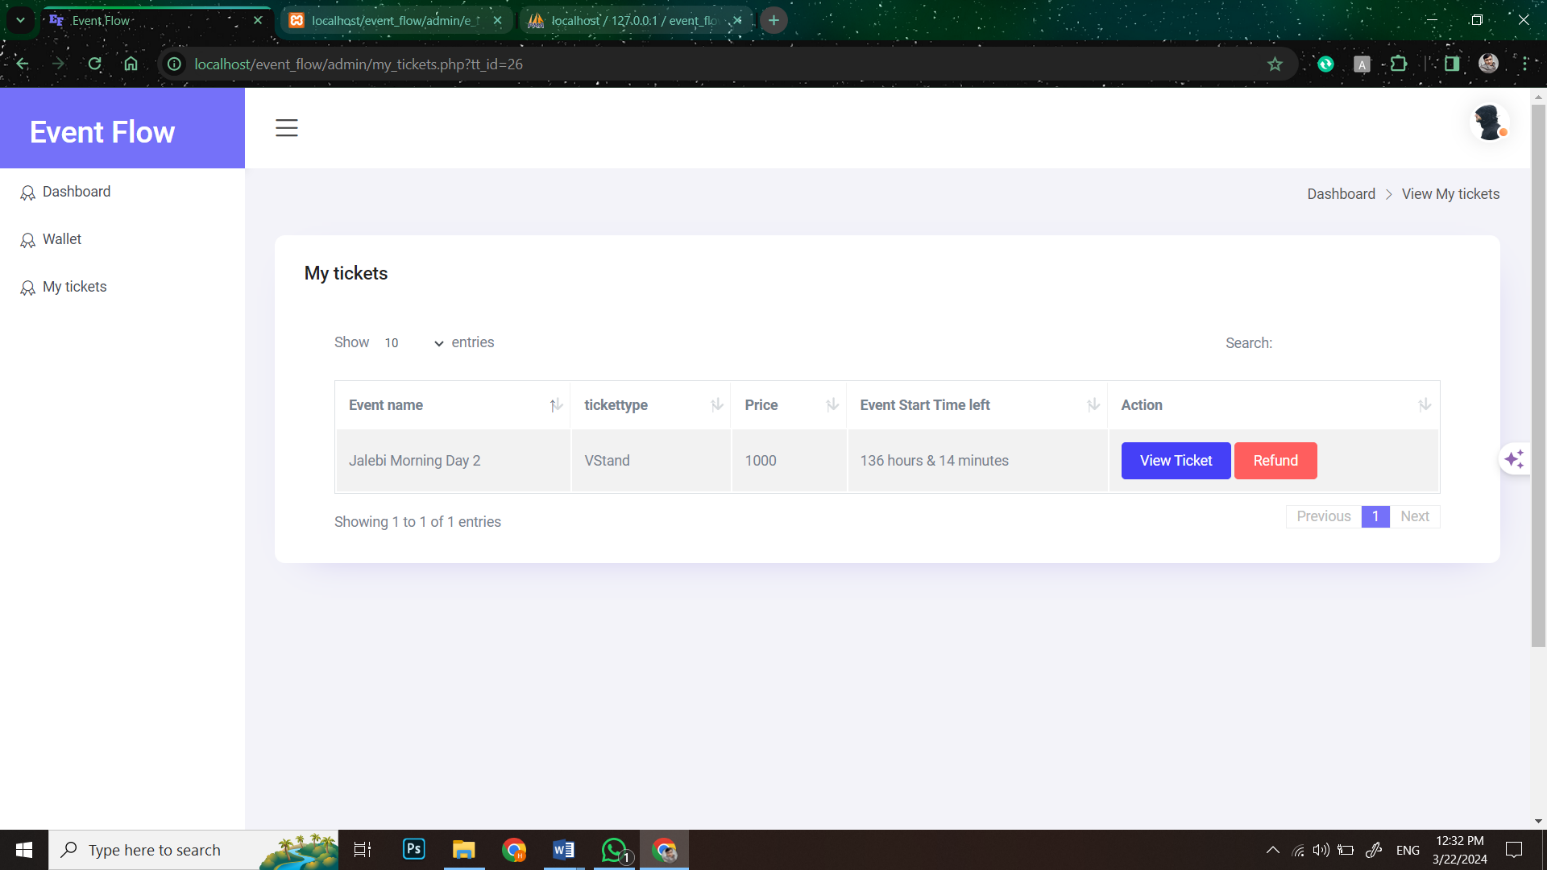 Event Flow
localhost/event_flow/admin/e_t
localhost / 127.0.0.1 / event_flo
localhost/event_flow/admin/my_tickets.php?tt_id=26
A
Event Flow
Dashboard
Wallet
My tickets
Dashboard > View My tickets
My tickets
Show 10 entries
Search:
Event name tickettype Price Event Start Time left Action
Jalebi Morning Day 2 VStand 1000 136 hours & 14 minutes View Ticket Refund
Showing 1 to 1 of 1 entries
Previous 1 Next
Type here to search
Ps
1
ENG
12:32 PM
3/22/2024